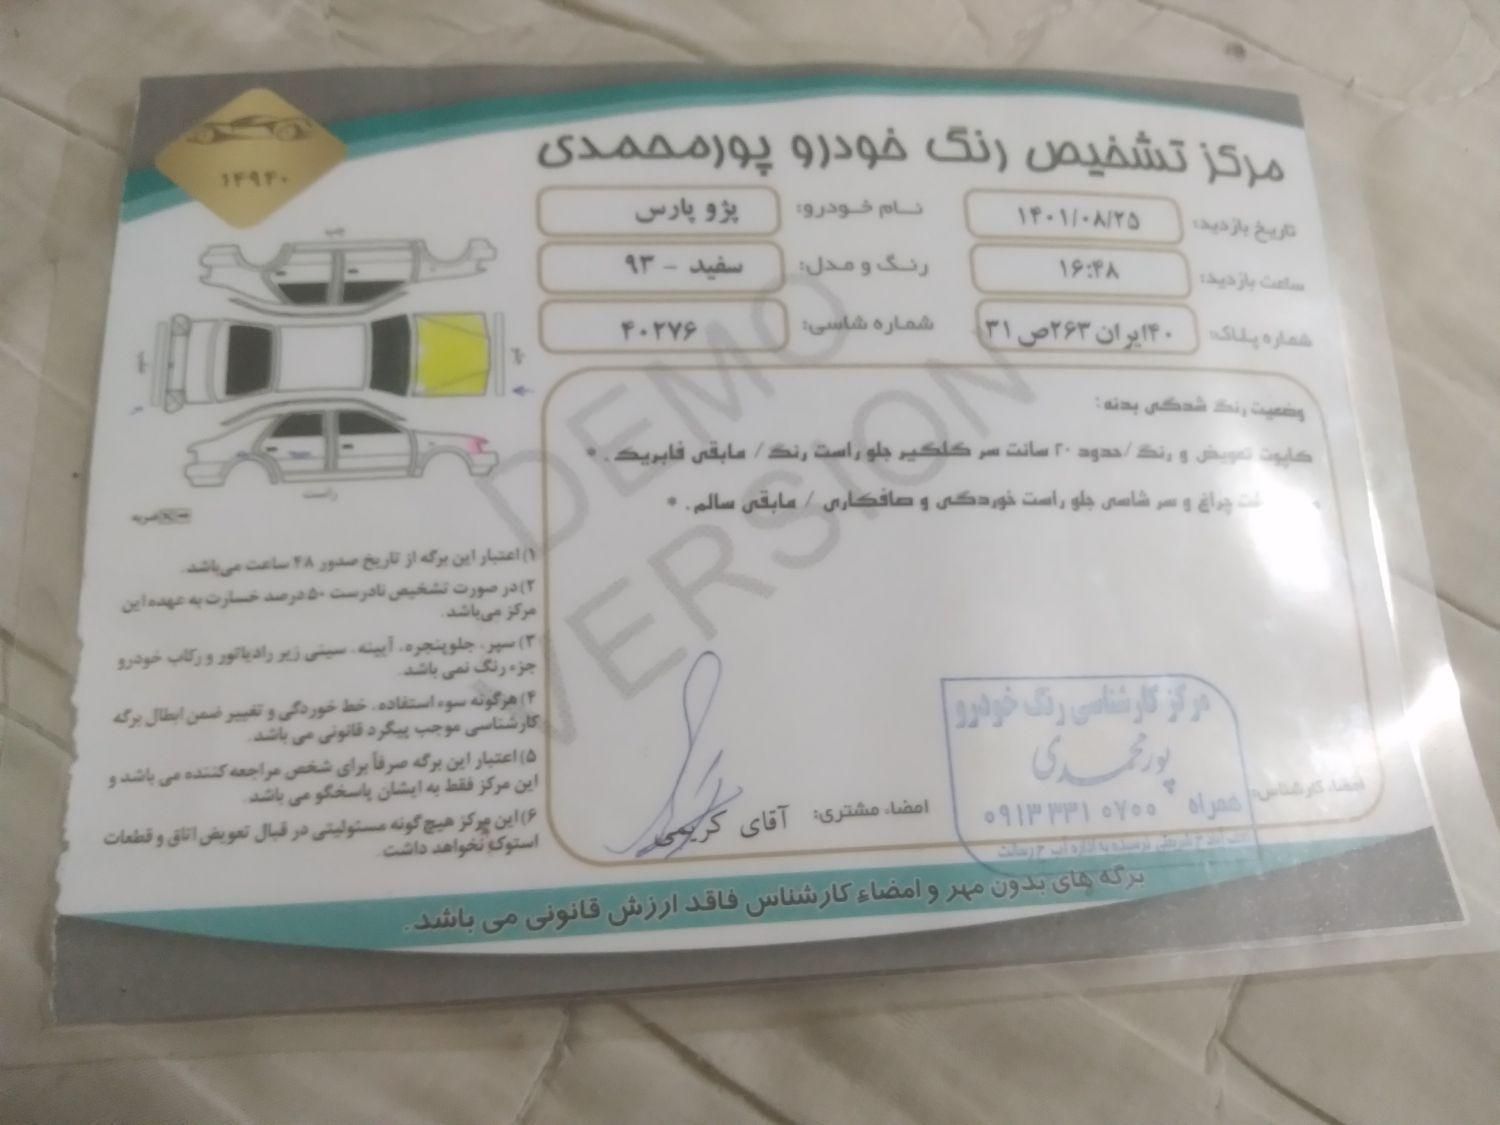 مرکز تشخیص رنگ خودرو پورمحمدی
۱۴۹۴۰
تاریخ بازدید: ۱۴۰۱/۰۸/۲۵
نام خودرو: پژو پارس
ساعت بازدید: ۱۶:۴۸
رنگ و مدل: سفید - ۹۳
شماره پلاک: ۴۰ایران ۲۶۳ص ۳۱
شماره شاسی: ۴۰۲۷۶
وضعیت رنگ شدگی بدنه:
کاپوت تعویض و رنگ /حدود ۲۰ سانت سر گلگیر جلو راست رنگ / مابقی فابریک . *
چراغ و سر شاسی جلو راست خوردگی و صافکاری / مابقی سالم . *
DEMO
VERSION
راست
ضربه
۱) اعتبار این برگه از تاریخ صدور ۴۸ ساعت می‌باشد.
۲) در صورت تشخیص نادرست ۵۰ درصد خسارت به عهده این
مرکز می‌باشد.
۳) سپر، جلوپنجره، آیینه، سینی زیر رادیاتور و رکاب خودرو
جزء رنگ نمی باشد.
۴) هرگونه سوء استفاده، خط خوردگی و تغییر ضمن ابطال برگه
کارشناسی موجب پیگرد قانونی می باشد.
۵) اعتبار این برگه صرفاً برای شخص مراجعه کننده می باشد و
این مرکز فقط به ایشان پاسخگو می باشد.
۶) این مرکز هیچ گونه مسئولیتی در قبال تعویض اتاق و قطعات
استوک نخواهد داشت.
امضاء کارشناس:
مرکز کارشناسی رنگ خودرو
پورمحمدی
همراه ۰۹۱۳ ۳۳۱ ۰۷۰۰
امضاء مشتری: آقای کریمی
برگه های بدون مهر و امضاء کارشناس فاقد ارزش قانونی می باشد.